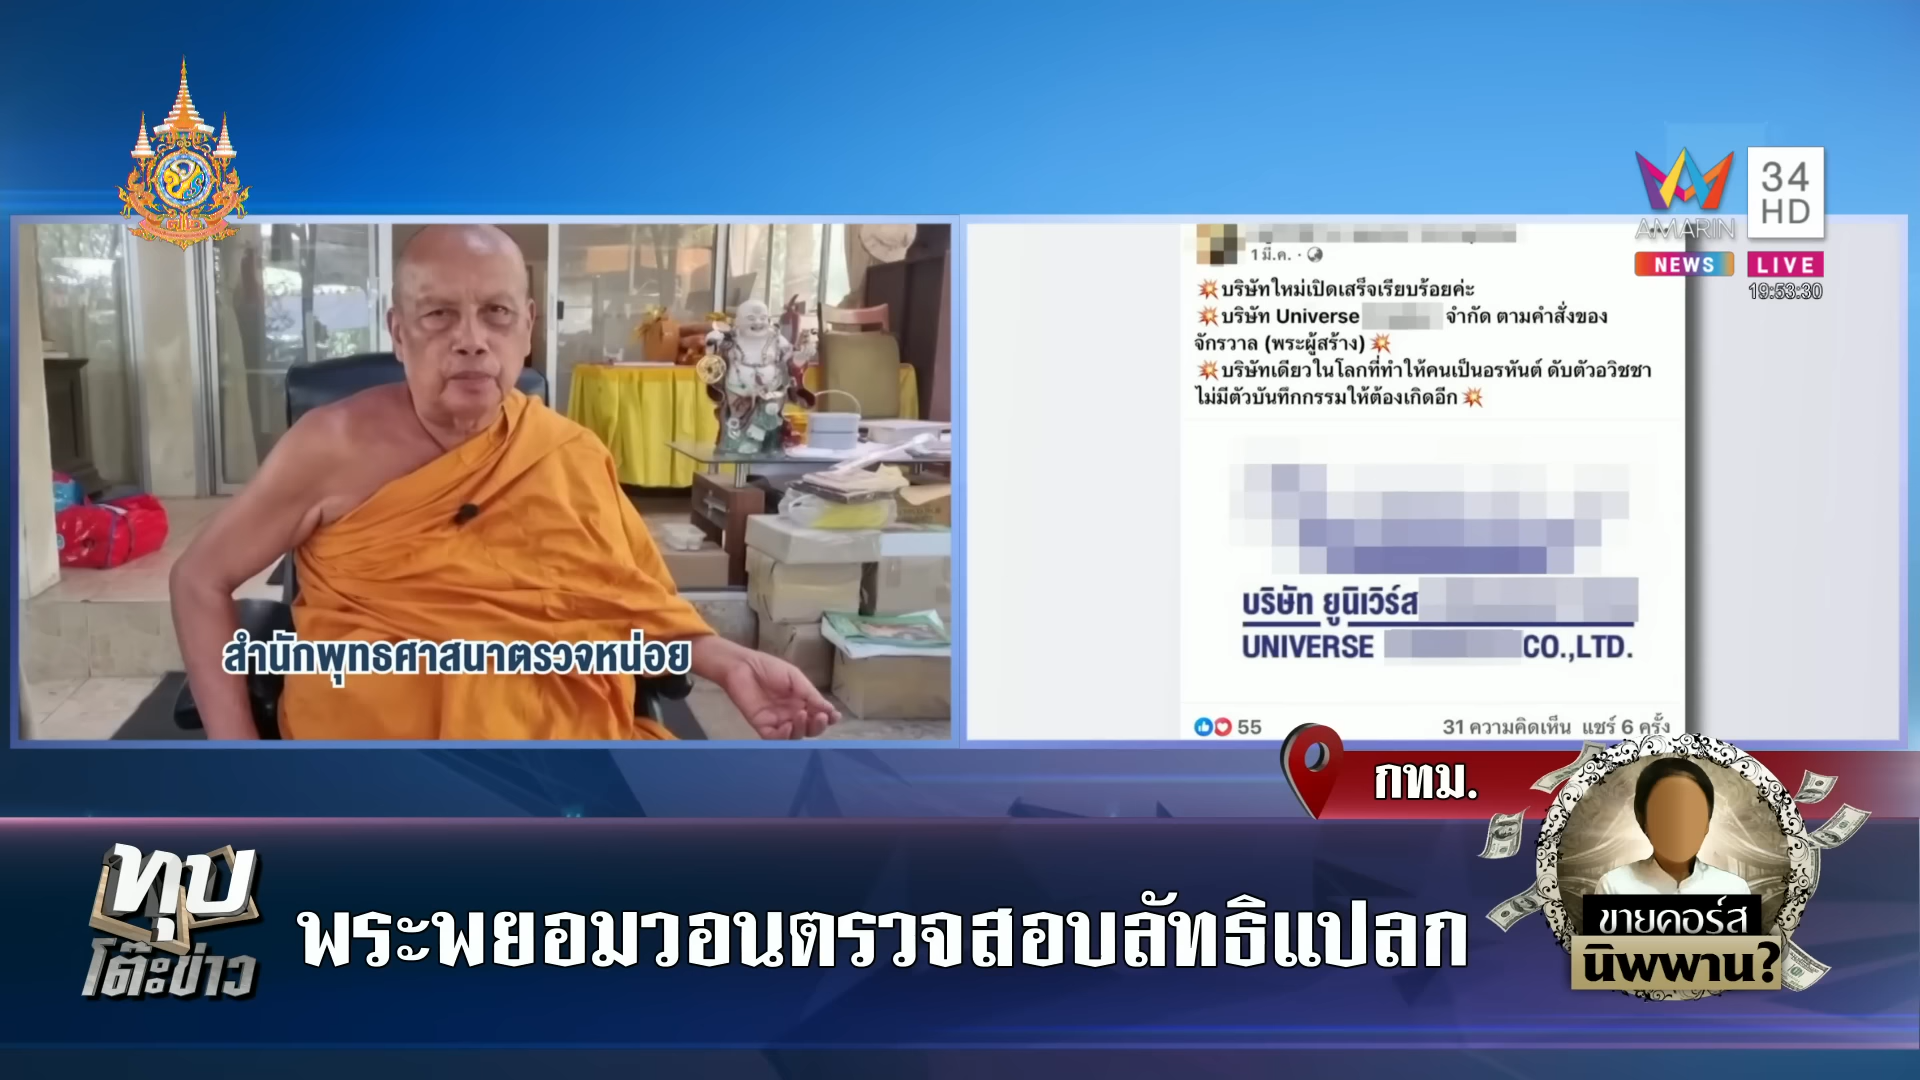 AMARIN
34
HD
NEWS
LIVE
19:53:30
สำนักพุทธศาสนาตรวจหน่อย
1 มี.ค.
💥บริษัทใหม่เปิดเสร็จเรียบร้อยค่ะ
💥บริษัท Universe จำกัด ตามคำสั่งของ
จักรวาล (พระผู้สร้าง)💥
💥บริษัทเดียวในโลกที่ทำให้คนเป็นอรหันต์ ดับตัวอวิชชา
ไม่มีตัวบันทึกกรรมให้ต้องเกิดอีก💥
บริษัท ยูนิเวิร์ส
UNIVERSE CO.,LTD.
55
31 ความคิดเห็น แชร์ 6 ครั้ง
กทม.
ทุบ
โต๊ะข่าว
พระพยอมวอนตรวจสอบลัทธิแปลก
ขายคอร์ส
นิพพาน?